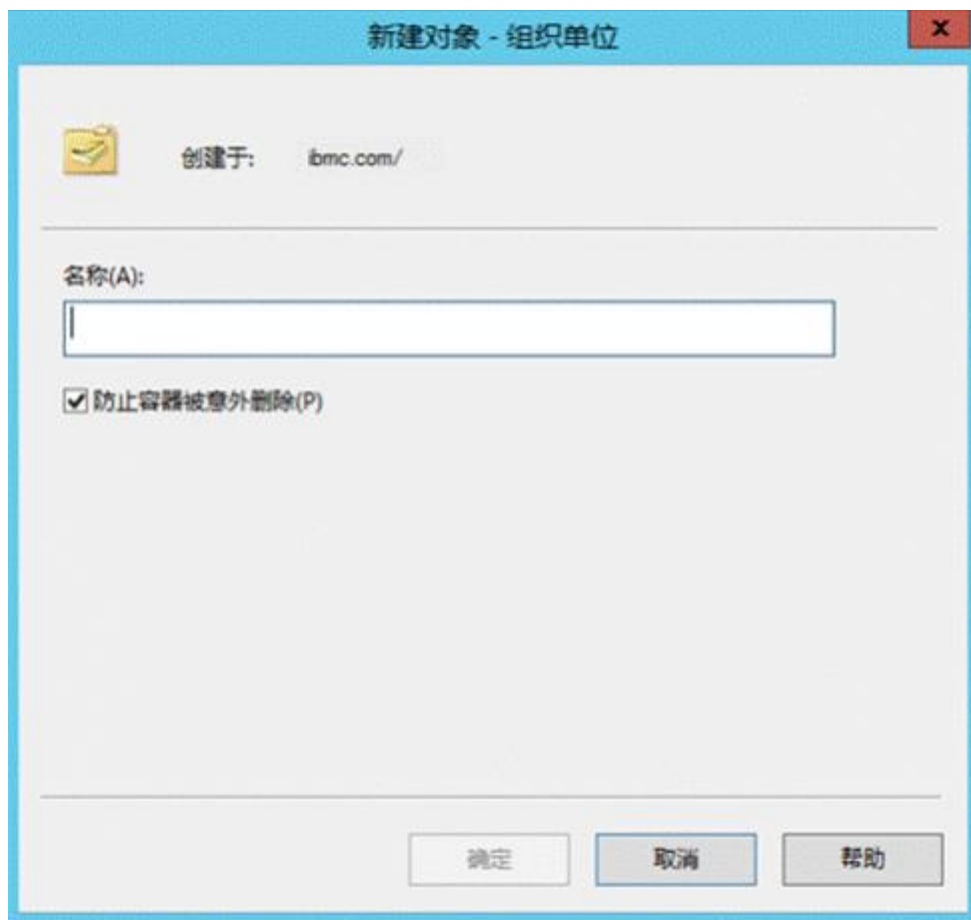 新建对象 - 组织单位
x
创建于: ibmc.com/
名称(A):
防止容器被意外删除(P)
确定 取消 帮助